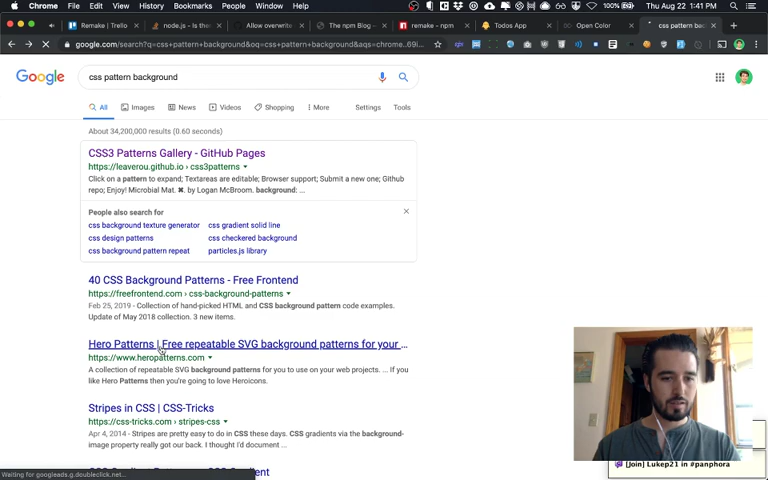 Chrome File Edit View History Bookmarks People Window Help 100% Thu Aug 22 1:41 PM
Remake | Trello node.js - Is ther Allow overwrite The npm Blog – remake - npm Todos App Open Color css pattern bac
google.com/search?q=css+pattern+background&oq=css+pattern+background&aqs=chrome..69i...
Google css pattern background
All Images News Videos Shopping More Settings Tools
About 34,200,000 results (0.60 seconds)
CSS3 Patterns Gallery - GitHub Pages
https://leaverou.github.io › css3patterns
Click on a pattern to expand; Textareas are editable; Browser support; Submit a new one; Github
repo; Enjoy! Microbial Mat. ✖. by Logan McBroom. background: ...
People also search for
css background texture generator css gradient solid line
css design patterns css checkered background
css background pattern repeat particles.js library
40 CSS Background Patterns - Free Frontend
https://freefrontend.com › css-background-patterns
Feb 25, 2019 - Collection of hand-picked HTML and CSS background pattern code examples.
Update of May 2018 collection. 3 new items.
Hero Patterns | Free repeatable SVG background patterns for your ...
https://www.heropatterns.com
A collection of repeatable SVG background patterns for you to use on your web projects. ... If you
like Hero Patterns then you're going to love Heroicons.
Stripes in CSS | CSS-Tricks
https://css-tricks.com › stripes-css
Apr 4, 2014 - Stripes are pretty easy to do in CSS these days. CSS gradients via the background-
image property really got our back. I thought I'd document ...
Waiting for googleads.g.doubleclick.net...
[Join] Lukep21 in #panphora